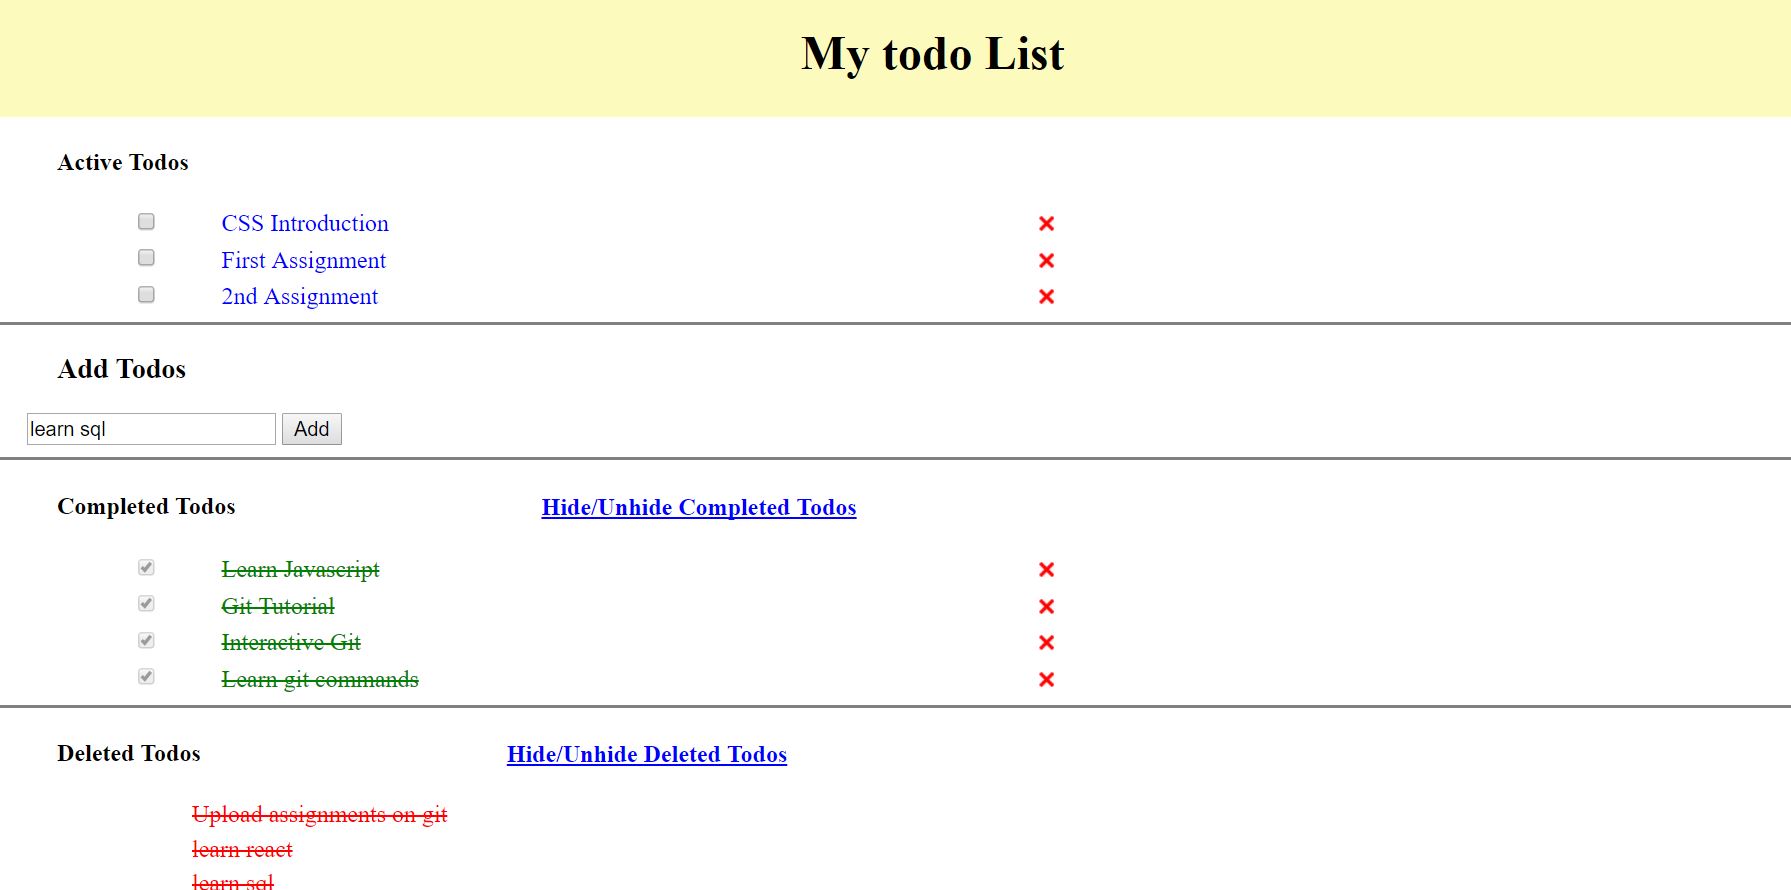 My todo List
Active Todos
CSS Introduction
First Assignment
2nd Assignment
Add Todos
learn sql Add
Completed Todos Hide/Unhide Completed Todos
Learn Javascript
Git Tutorial
Interactive Git
Learn git commands
Deleted Todos Hide/Unhide Deleted Todos
Upload assignments on git
learn react
learn sql